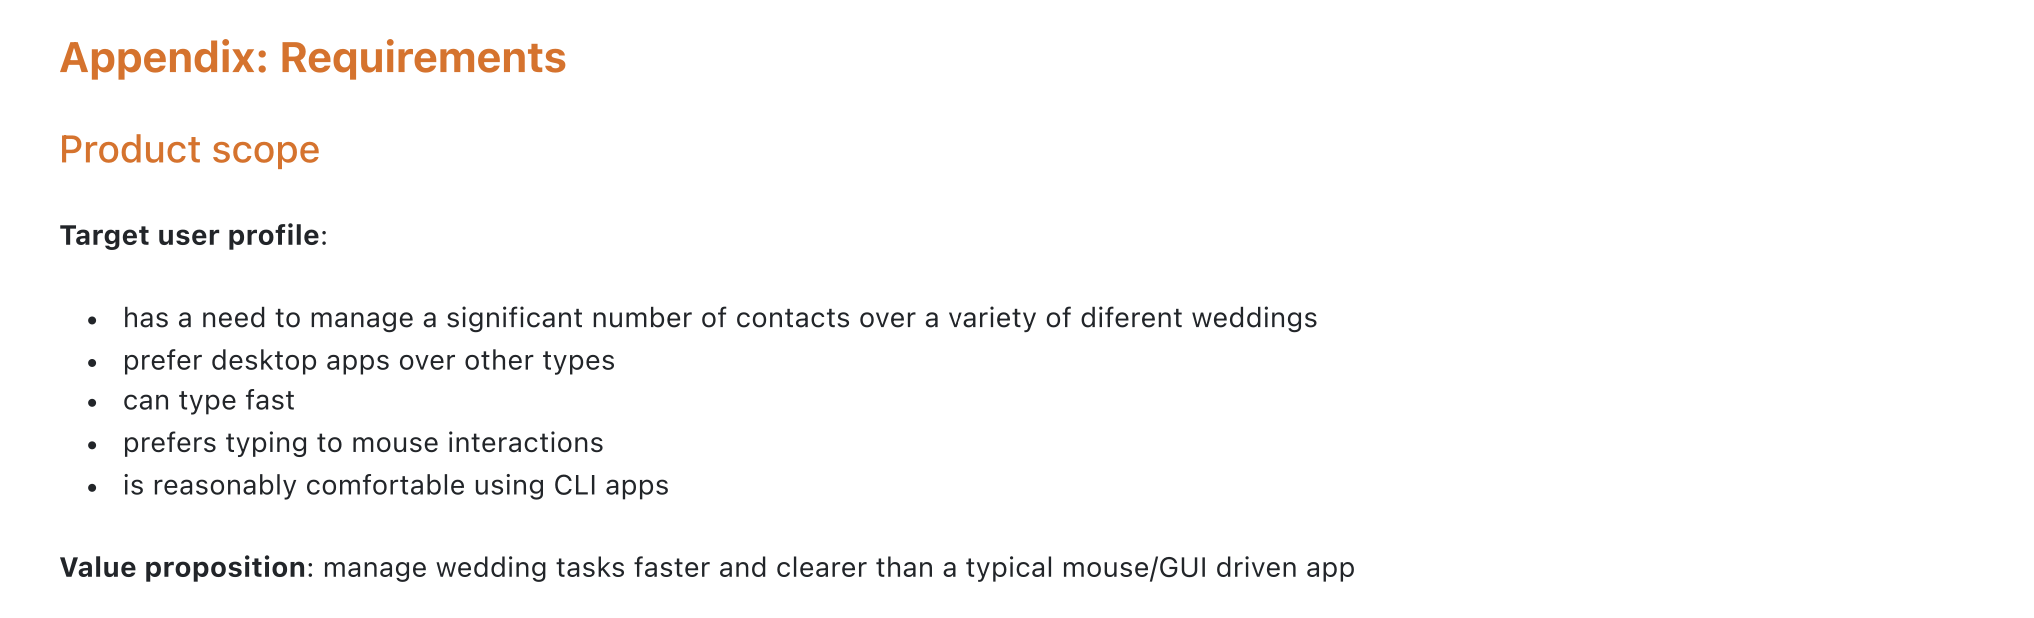 Appendix: Requirements
Product scope
Target user profile:
• has a need to manage a significant number of contacts over a variety of diferent weddings
• prefer desktop apps over other types
• can type fast
• prefers typing to mouse interactions
• is reasonably comfortable using CLI apps
Value proposition: manage wedding tasks faster and clearer than a typical mouse/GUI driven app